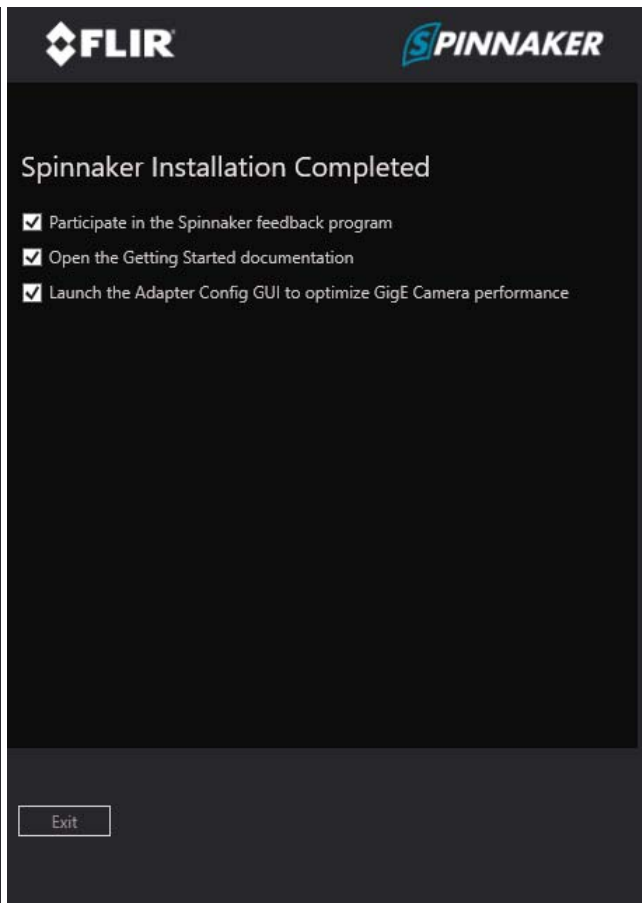 FLIR
SPINNAKER
Spinnaker Installation Completed
Participate in the Spinnaker feedback program
Open the Getting Started documentation
Launch the Adapter Config GUI to optimize GigE Camera performance
Exit